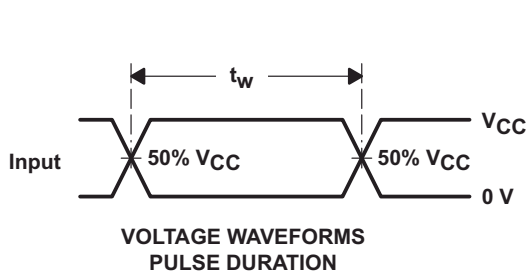 tw
VCC
Input
50% VCC
50% VCC
0 V
VOLTAGE WAVEFORMS
PULSE DURATION